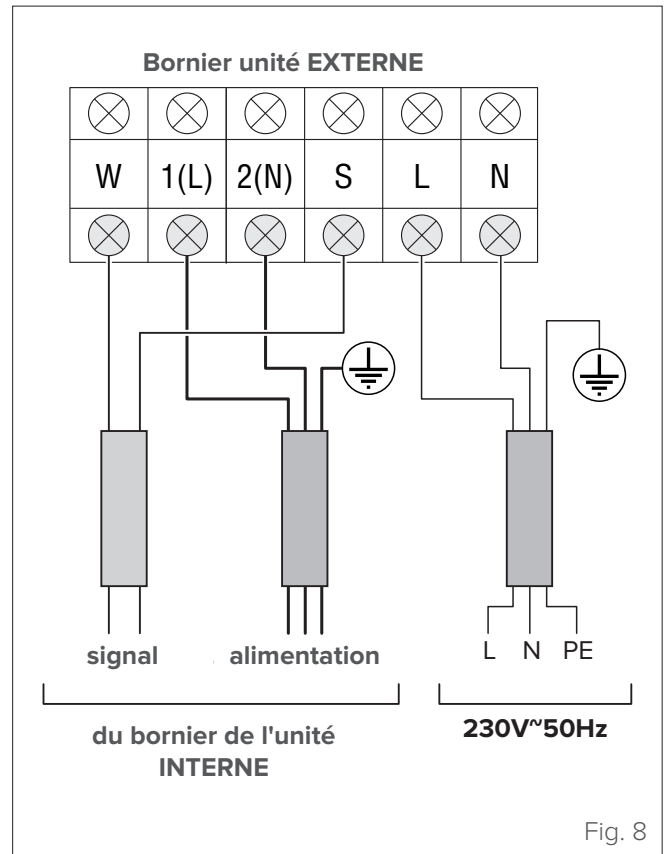 Bornier unité EXTERNE
W 1(L) 2(N) S L N
signal alimentation
L N PE
du bornier de l'unité
INTERNE
230V~50Hz
Fig. 8